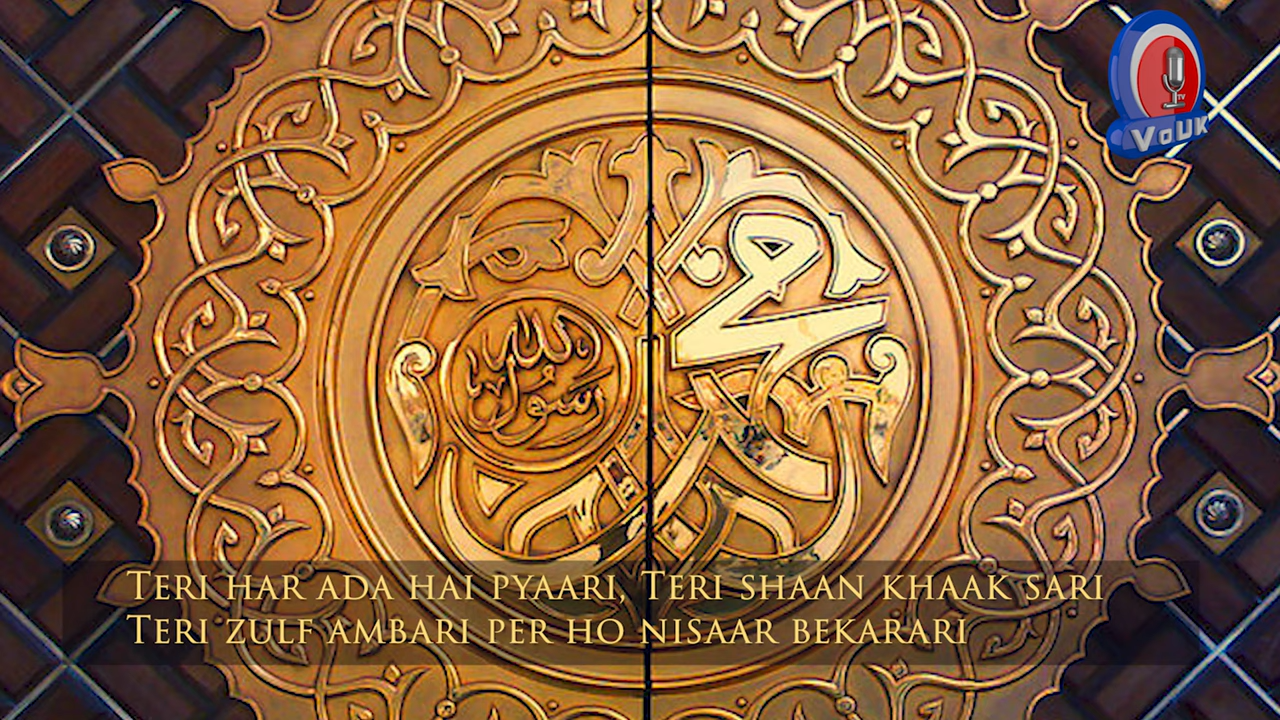 TV
VOUK
محمد
رسول
الله
Teri har ada hai pyaari, Teri shaan khaak sari
Teri zulf ambari per ho nisaar bekarari